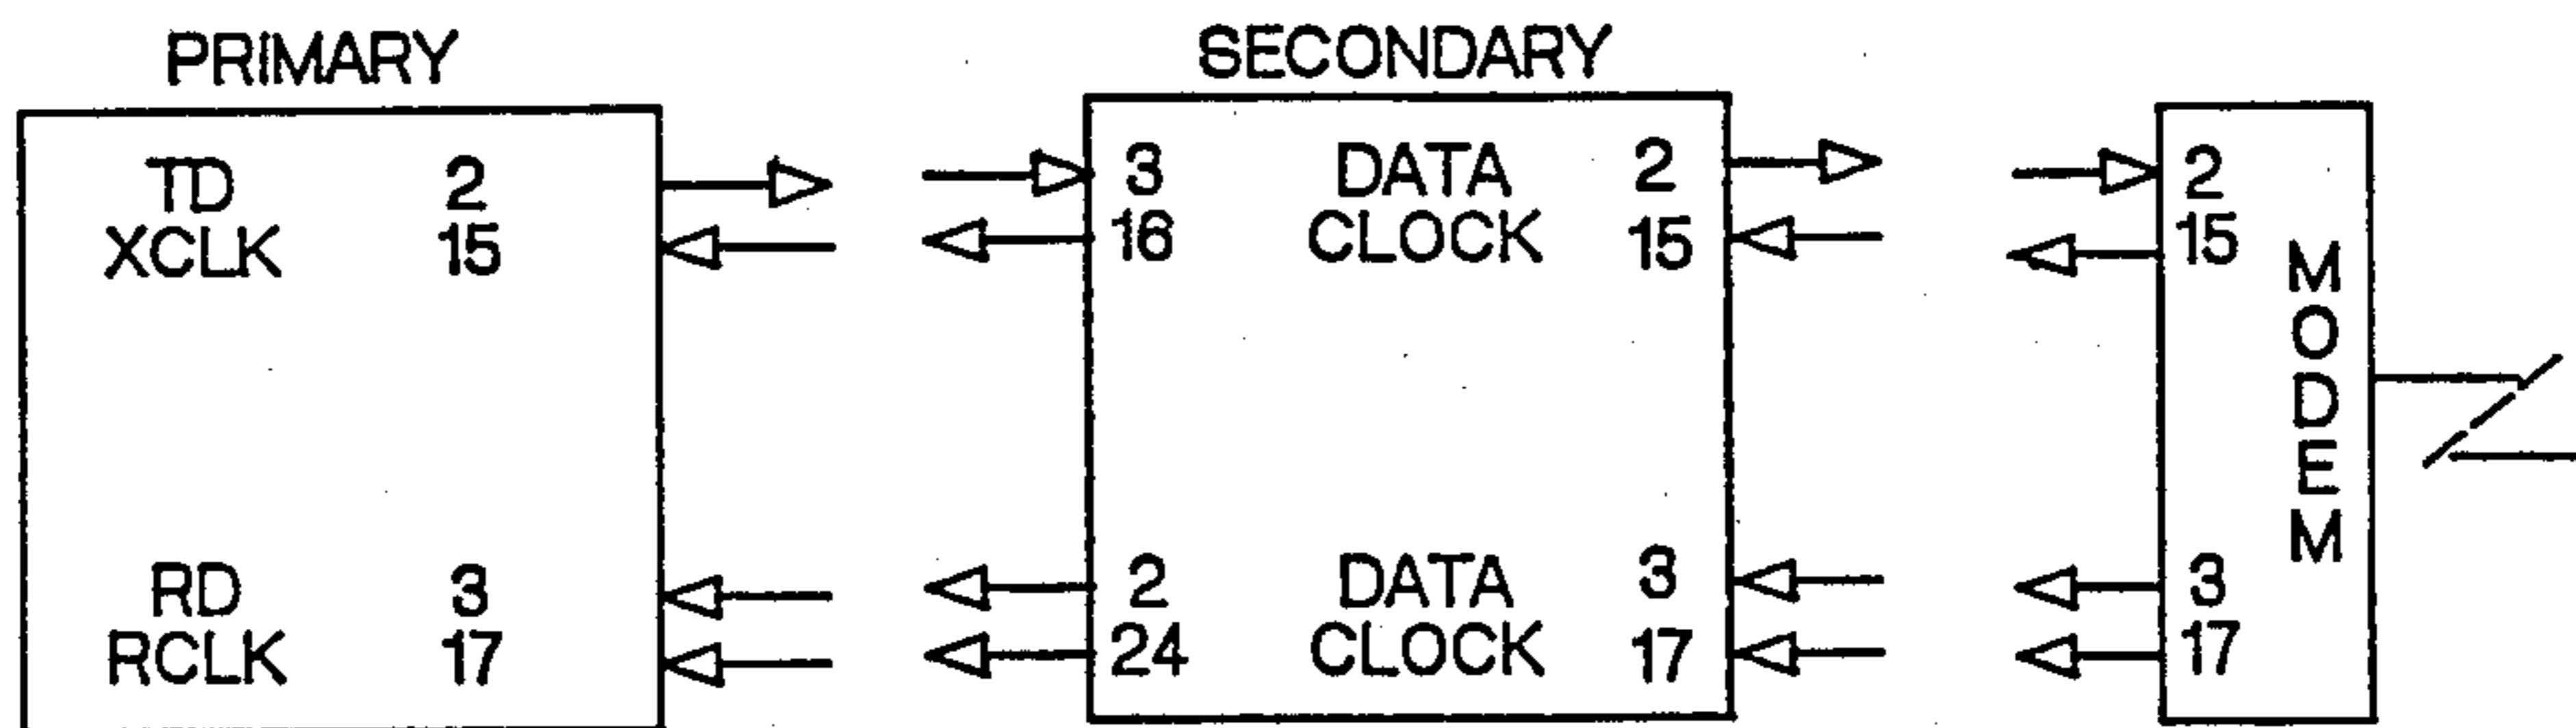 PRIMARY
SECONDARY
TD 2
3 DATA 2
2
XCLK 15
16 CLOCK 15
15
MODEM
RD 3
2 DATA 3
3
RCLK 17
24 CLOCK 17
17